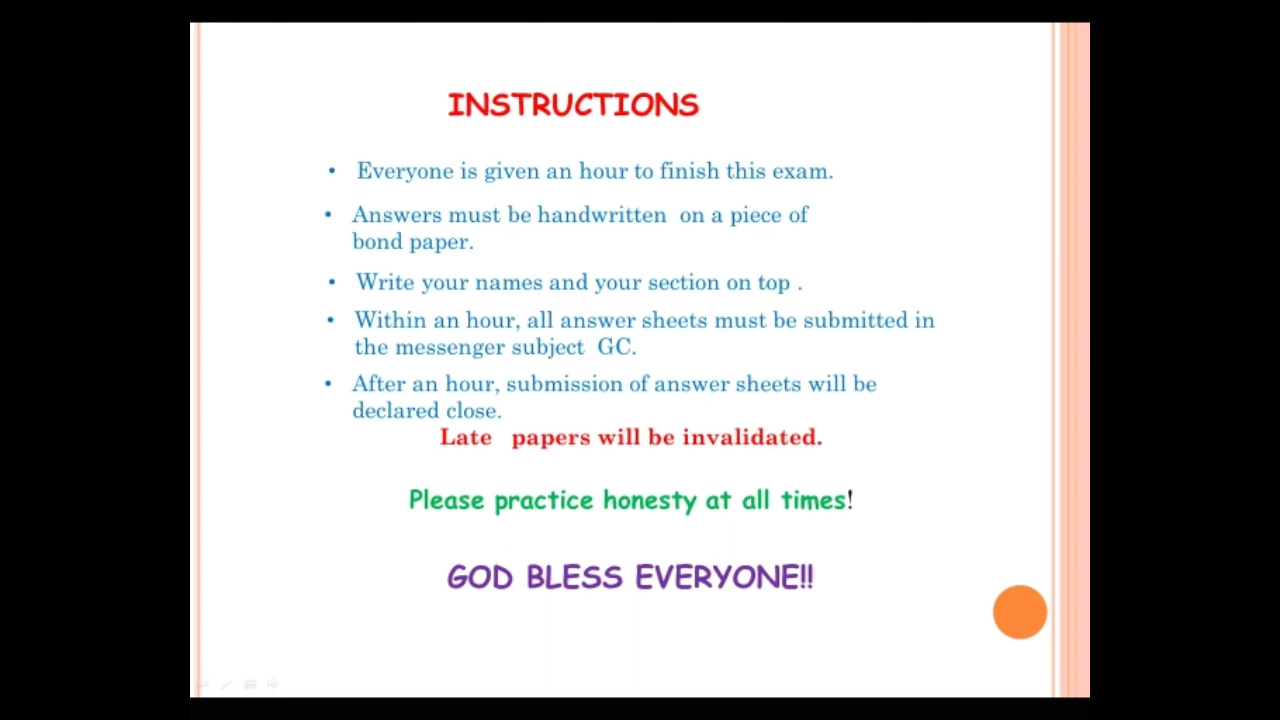 INSTRUCTIONS
• Everyone is given an hour to finish this exam.
• Answers must be handwritten on a piece of
bond paper.
• Write your names and your section on top .
• Within an hour, all answer sheets must be submitted in
the messenger subject GC.
• After an hour, submission of answer sheets will be
declared close.
Late papers will be invalidated.
Please practice honesty at all times!
GOD BLESS EVERYONE!!